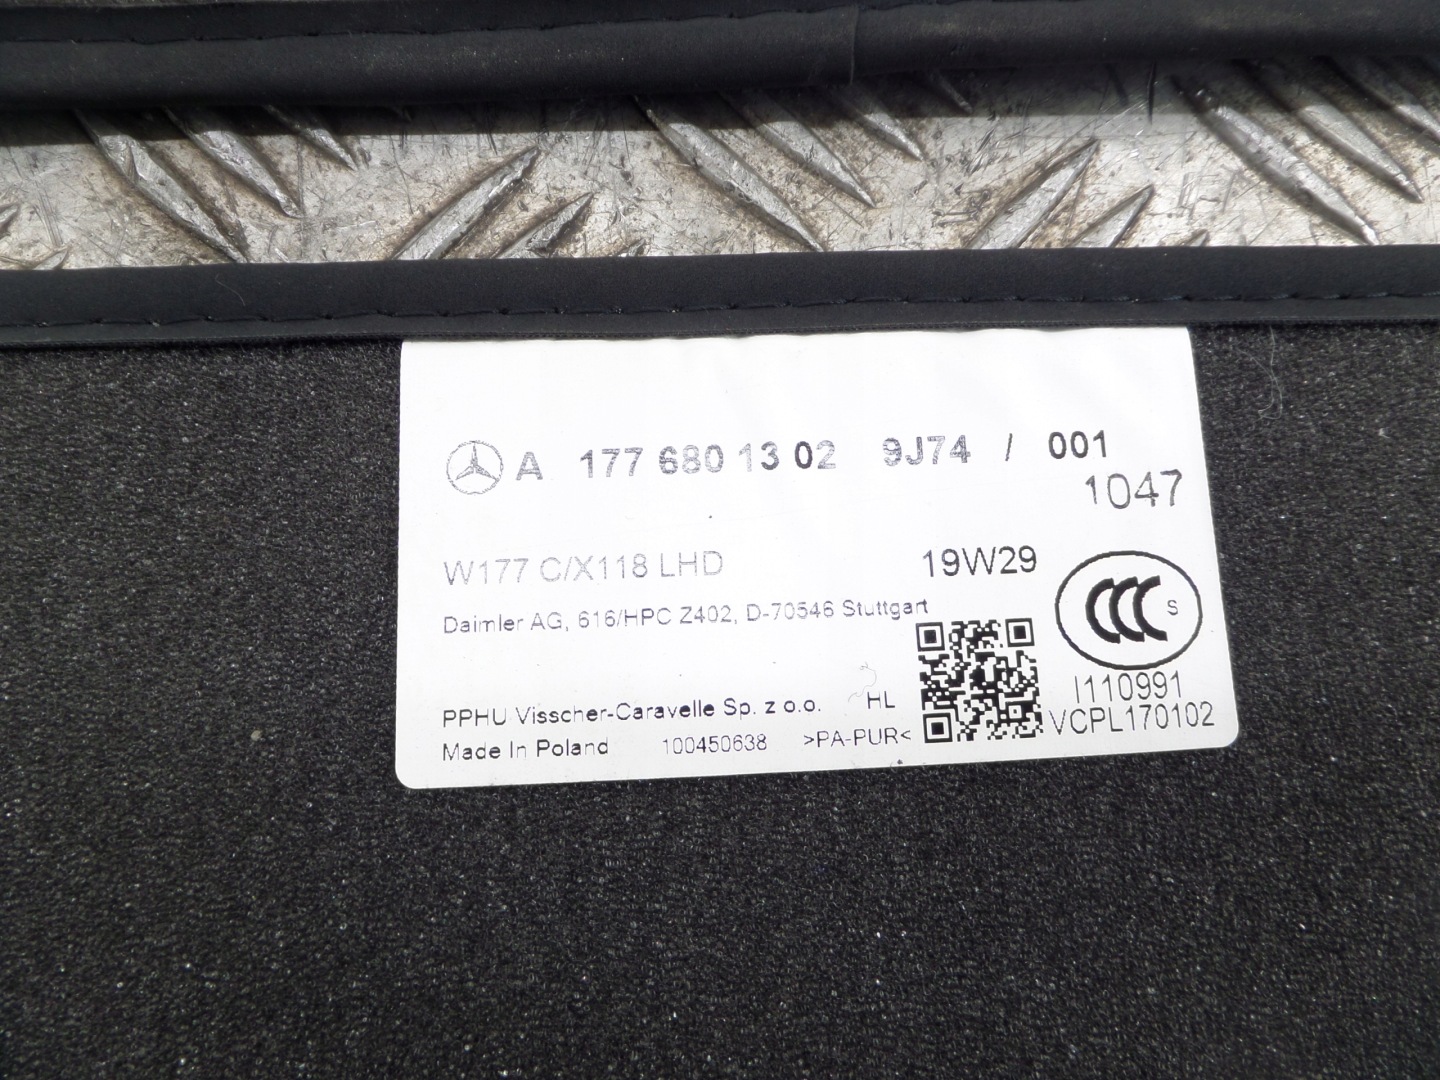 A 177 680 13 02 9J74 / 001
1047
W177 C/X118 LHD 19W29
Daimler AG, 616/HPC Z402, D-70546 Stuttgart
CCC S
I110991
PPHU Visscher-Caravelle Sp. z o.o. HL
VCPL170102
Made In Poland 100450638 >PA-PUR<